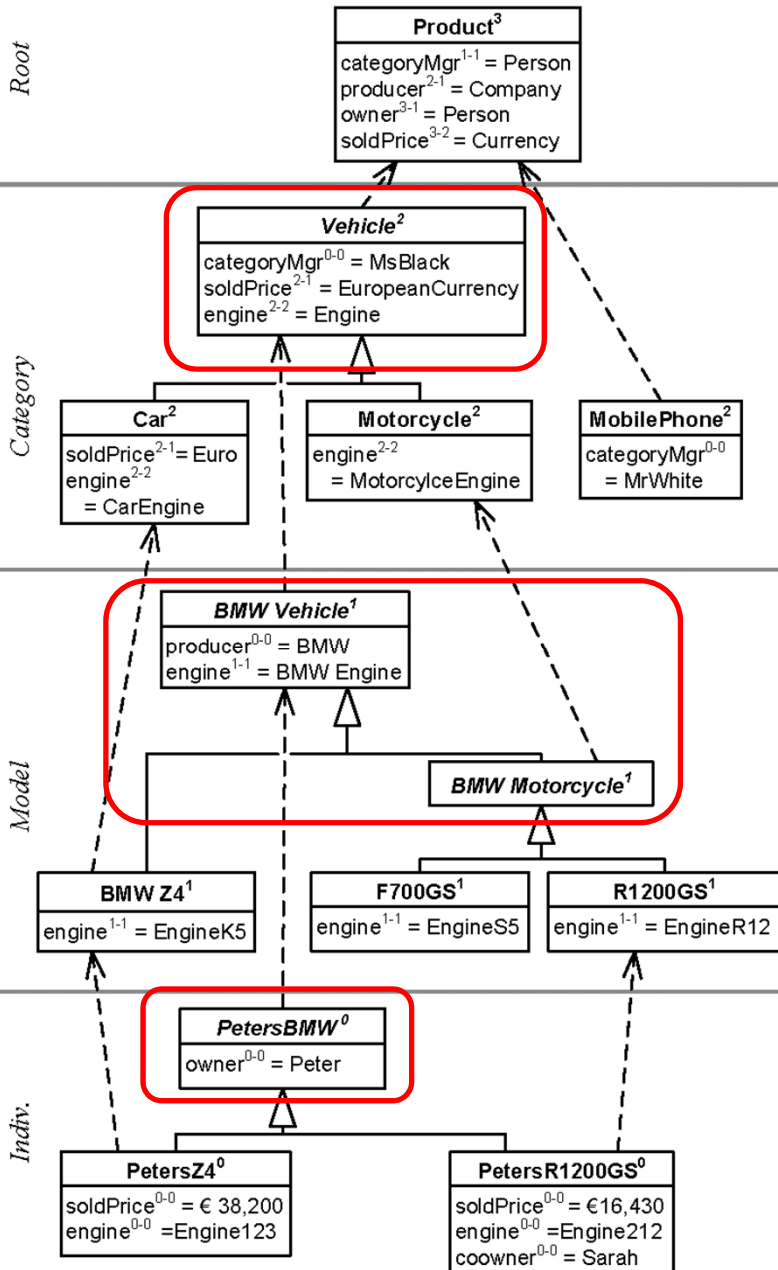 Root
Product³
categoryMgr¹⁻¹ = Person
producer²⁻¹ = Company
owner³⁻¹ = Person
soldPrice³⁻² = Currency
Category
Vehicle²
categoryMgr⁰⁻⁰ = MsBlack
soldPrice²⁻¹ = EuropeanCurrency
engine²⁻² = Engine
Car²
soldPrice²⁻¹= Euro
engine²⁻²
= CarEngine
Motorcycle²
engine²⁻²
= MotorcylceEngine
MobilePhone²
categoryMgr⁰⁻⁰
= MrWhite
Model
BMW Vehicle¹
producer⁰⁻⁰ = BMW
engine¹⁻¹ = BMW Engine
BMW Motorcycle¹
BMW Z4¹
engine¹⁻¹ = EngineK5
F700GS¹
engine¹⁻¹ = EngineS5
R1200GS¹
engine¹⁻¹ = EngineR12
Indiv.
PetersBMW⁰
owner⁰⁻⁰ = Peter
PetersZ4⁰
soldPrice⁰⁻⁰ = € 38,200
engine⁰⁻⁰ =Engine123
PetersR1200GS⁰
soldPrice⁰⁻⁰ = €16,430
engine⁰⁻⁰ =Engine212
coowner⁰⁻⁰ = Sarah